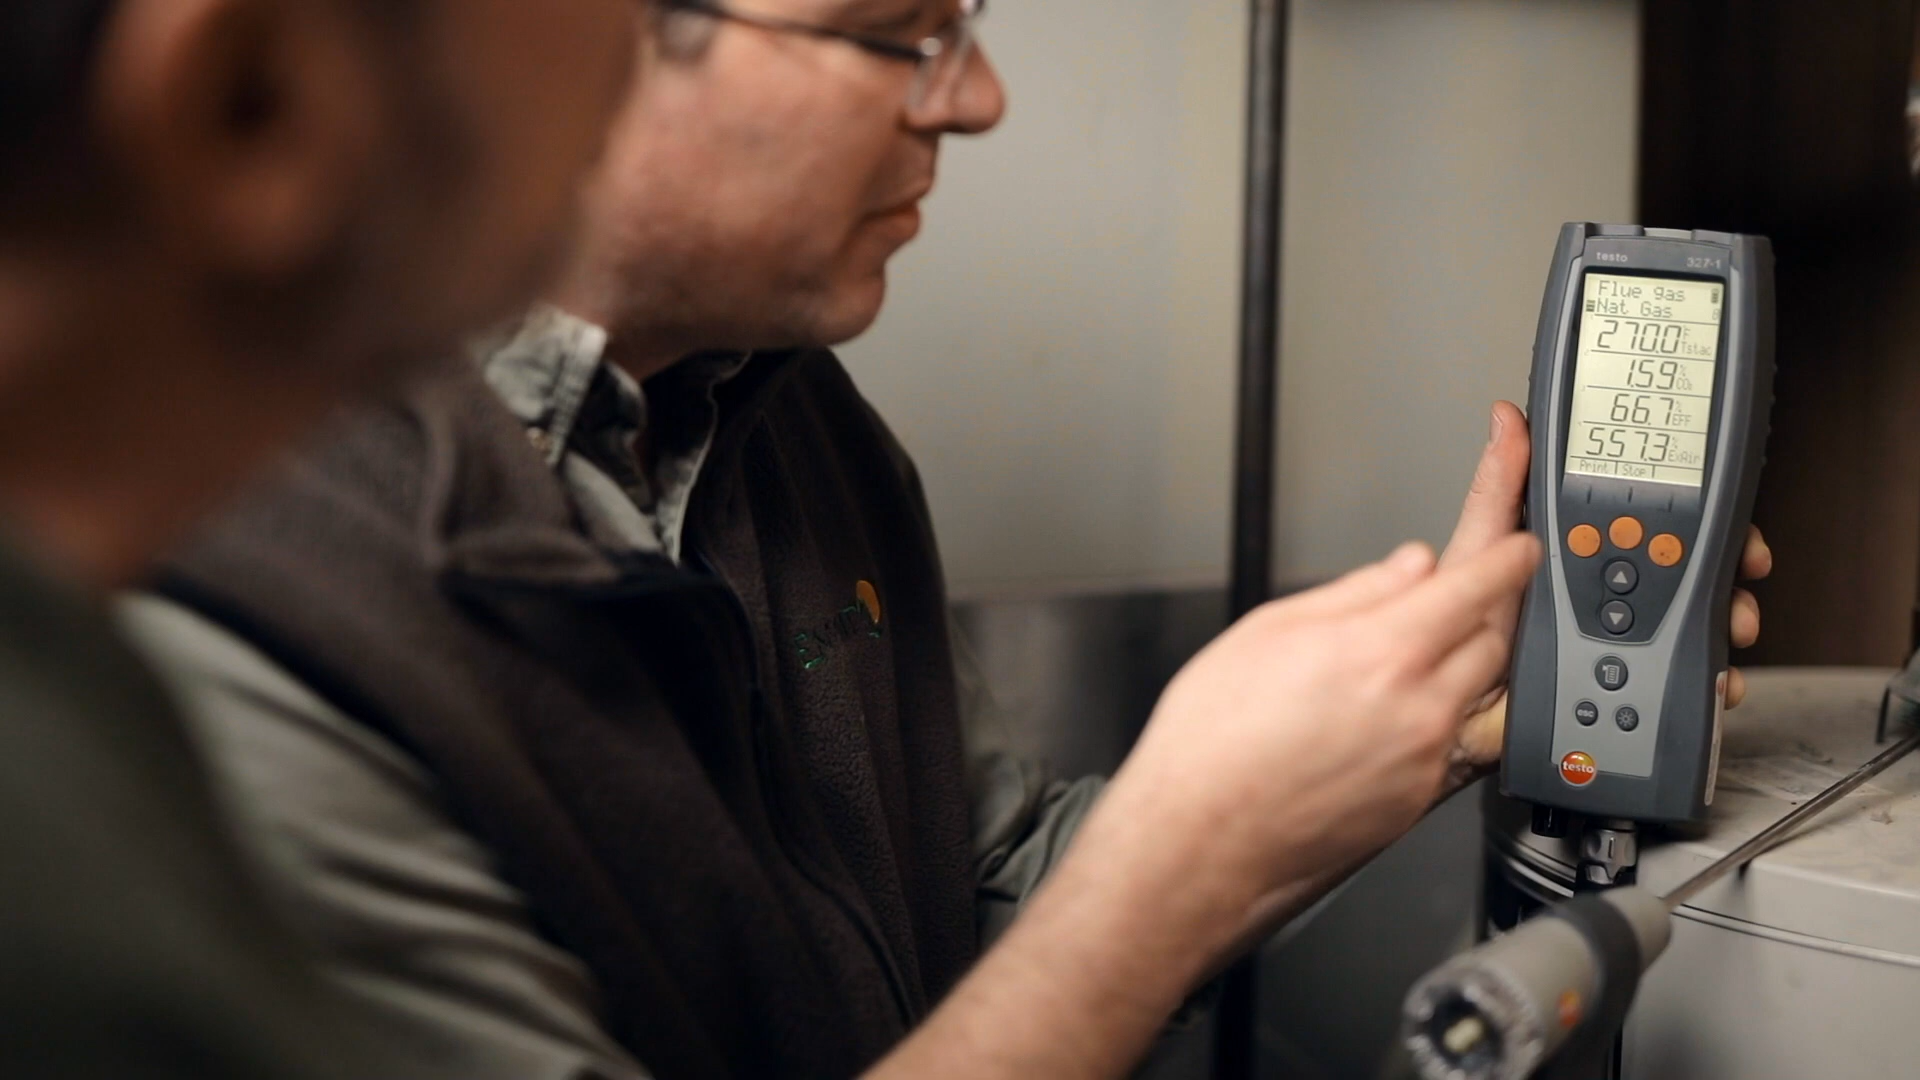 testo 327-1
Flue gas
Nat Gas
270.0 °F Tstac
1.59 % CO₂
66.7 % EFF
557.3 % ExAir
Print Stop
esc
testo